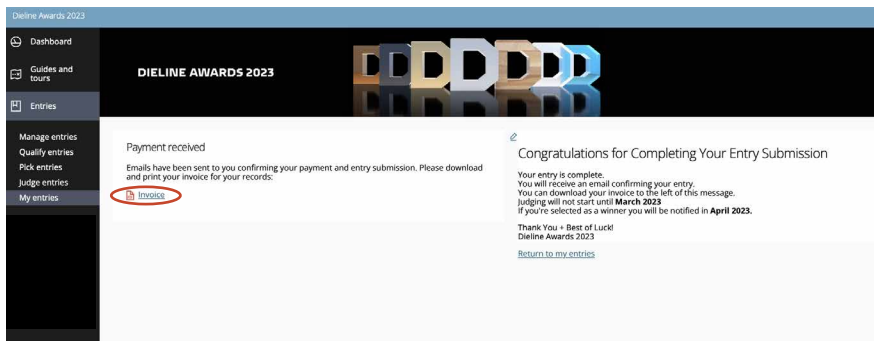 Dieline Awards 2023
Dashboard
Guides and
tours
Entries
Manage entries
Qualify entries
Pick entries
Judge entries
My entries
DIELINE AWARDS 2023
DDDDDDD
Payment received
Emails have been sent to you confirming your payment and entry submission. Please download
and print your invoice for your records:
Invoice
Congratulations for Completing Your Entry Submission
Your entry is complete.
You will receive an email confirming your entry.
You can download your invoice to the left of this message.
Judging will not start until March 2023
If you're selected as a winner you will be notified in April 2023.
Thank You + Best of Luck!
Dieline Awards 2023
Return to my entries